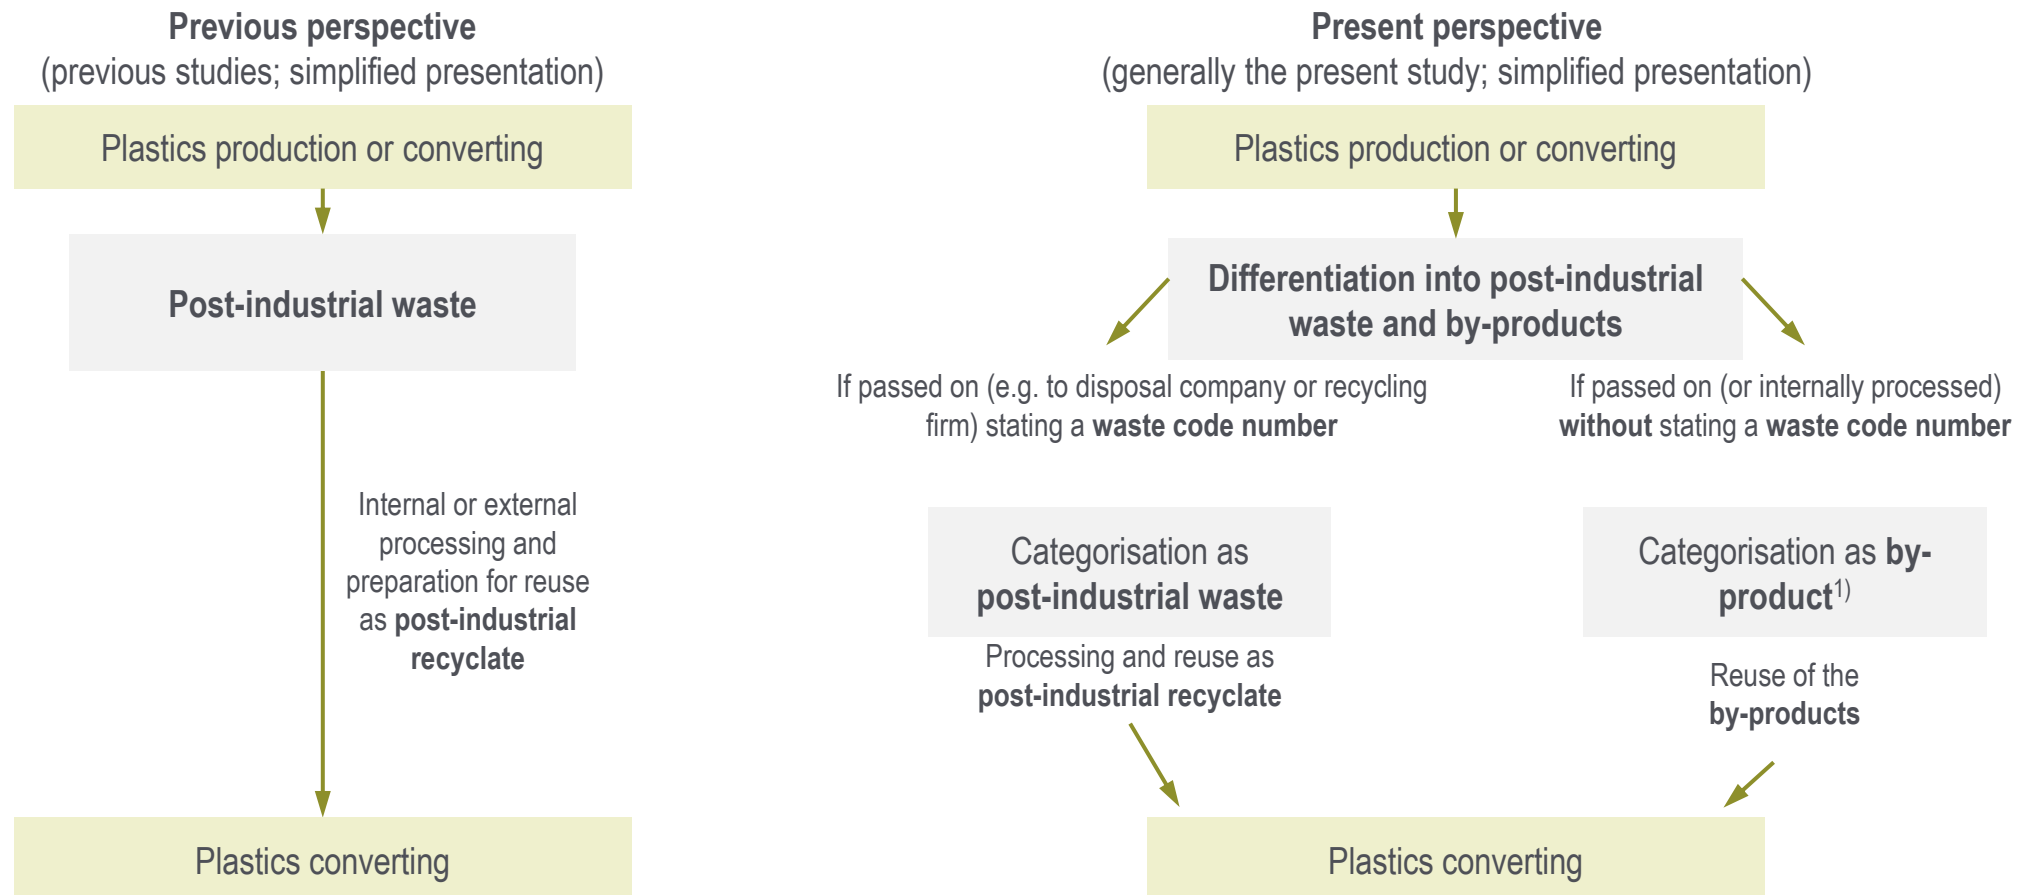 Previous perspective
(previous studies; simplified presentation)
Plastics production or converting
Post-industrial waste
Internal or external
processing and
preparation for reuse
as post-industrial
recyclate
Plastics converting
Present perspective
(generally the present study; simplified presentation)
Plastics production or converting
Differentiation into post-industrial
waste and by-products
If passed on (e.g. to disposal company or recycling
firm) stating a waste code number
Categorisation as
post-industrial waste
Processing and reuse as
post-industrial recyclate
If passed on (or internally processed)
without stating a waste code number
Categorisation as by-
product1)
Reuse of the
by-products
Plastics converting